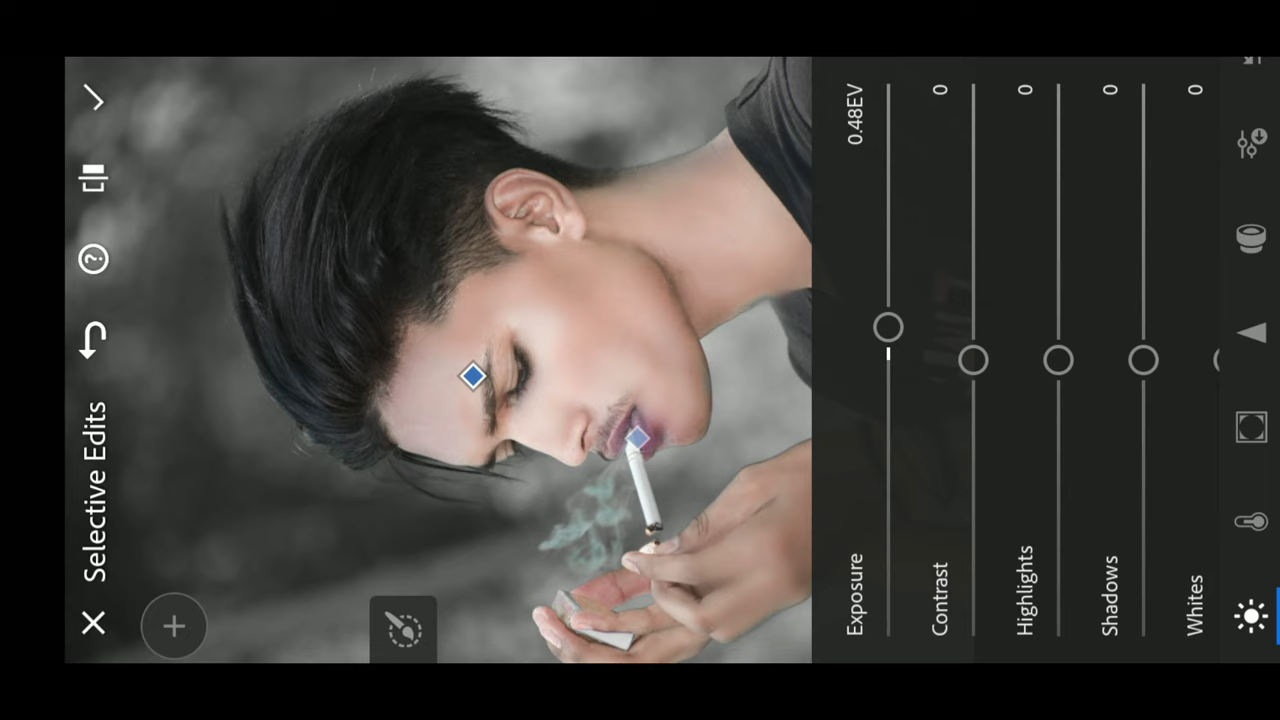 Selective Edits
Exposure 0.48EV
Contrast 0
Highlights 0
Shadows 0
Whites 0